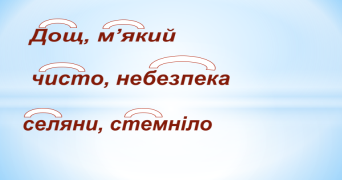 Дощ, м’який
чисто, небезпека
селяни, стемніло